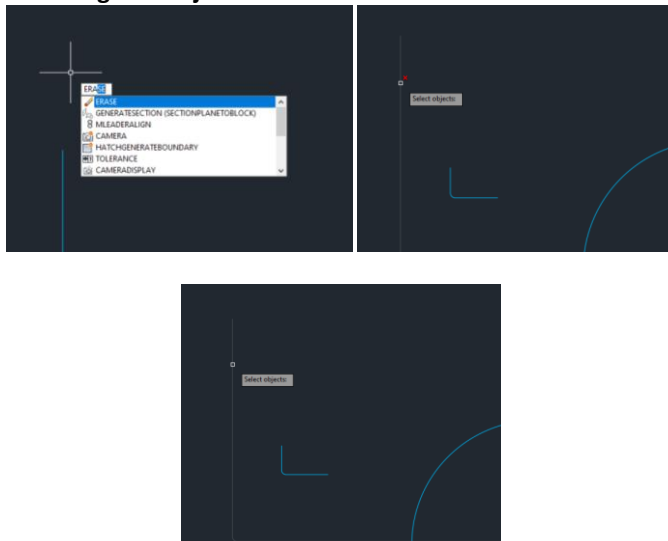 ERASE
ERASE
GENERATESECTION (SECTIONPLANETOBLOCK)
MLEADERALIGN
CAMERA
HATCHGENERATEBOUNDARY
TOLERANCE
CAMERADISPLAY
Select objects:
Select objects: